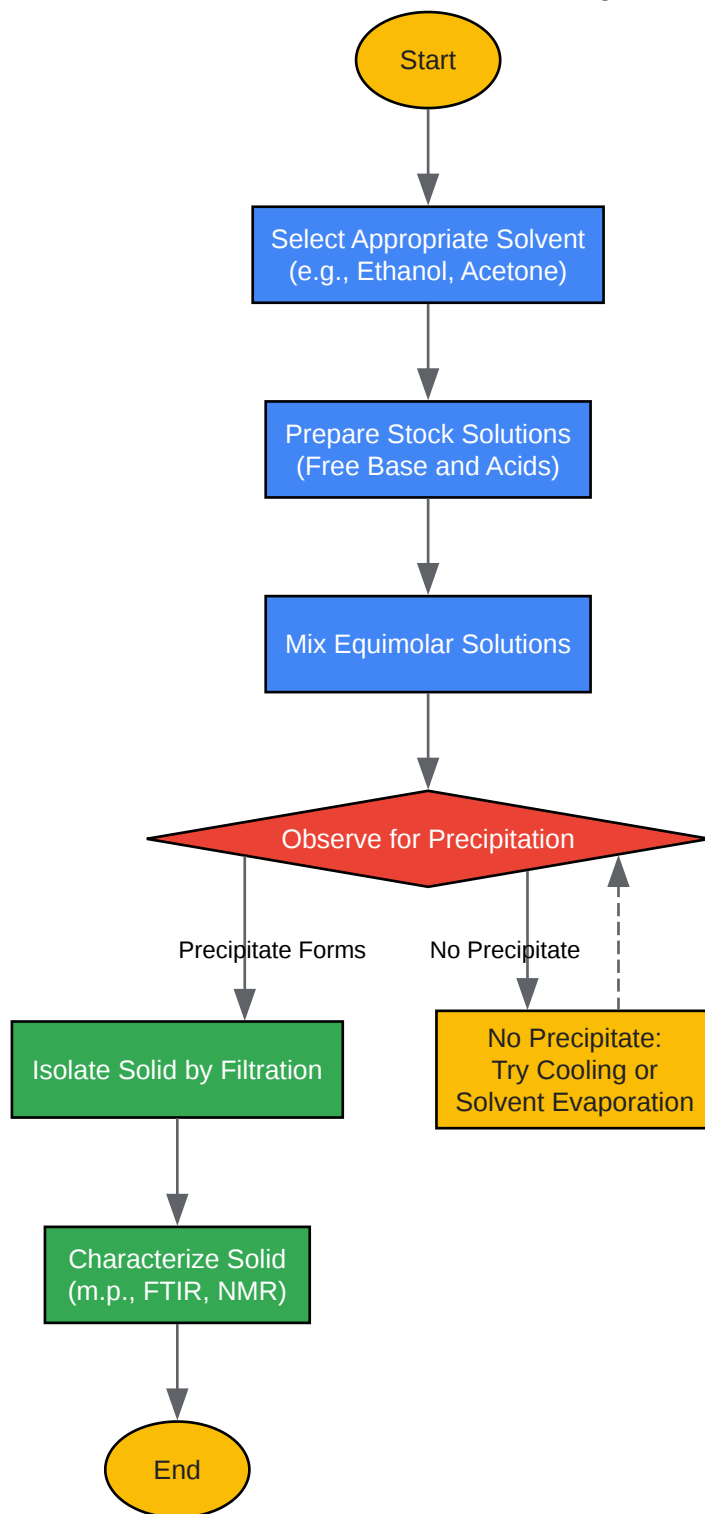 Start
Select Appropriate Solvent
(e.g., Ethanol, Acetone)
Prepare Stock Solutions
(Free Base and Acids)
Mix Equimolar Solutions
Observe for Precipitation
Precipitate Forms
No Precipitate
Isolate Solid by Filtration
No Precipitate:
Try Cooling or
Solvent Evaporation
Characterize Solid
(m.p., FTIR, NMR)
End